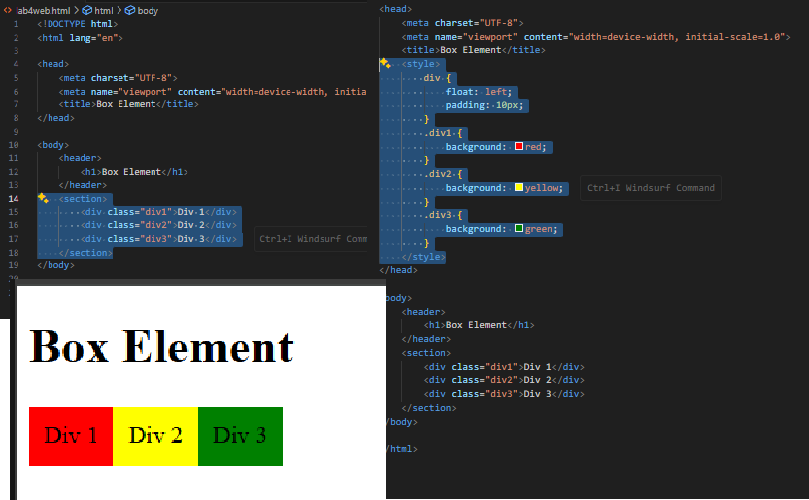 lab4web.html > html > body
1 <!DOCTYPE html>
2 <html lang="en">
3
4 <head>
5 <meta charset="UTF-8">
6 <meta name="viewport" content="width=device-width, initia
7 <title>Box Element</title>
8 </head>
9
10 <body>
11 <header>
12 <h1>Box Element</h1>
13 </header>
14 <section>
15 <div class="div1">Div 1</div>
16 <div class="div2">Div 2</div>
17 <div class="div3">Div 3</div>
Ctrl+I Windsurf Comm
18 </section>
19 </body>
Box Element
Div 1 Div 2 Div 3
<head>
<meta charset="UTF-8">
<meta name="viewport" content="width=device-width, initial-scale=1.0">
<title>Box Element</title>
<style>
div {
float: left;
padding: 10px;
}
.div1 {
background: red;
}
.div2 {
background: yellow;
Ctrl+I Windsurf Command
}
.div3 {
background: green;
}
</style>
</head>
body>
<header>
<h1>Box Element</h1>
</header>
<section>
<div class="div1">Div 1</div>
<div class="div2">Div 2</div>
<div class="div3">Div 3</div>
</section>
/body>
/html>